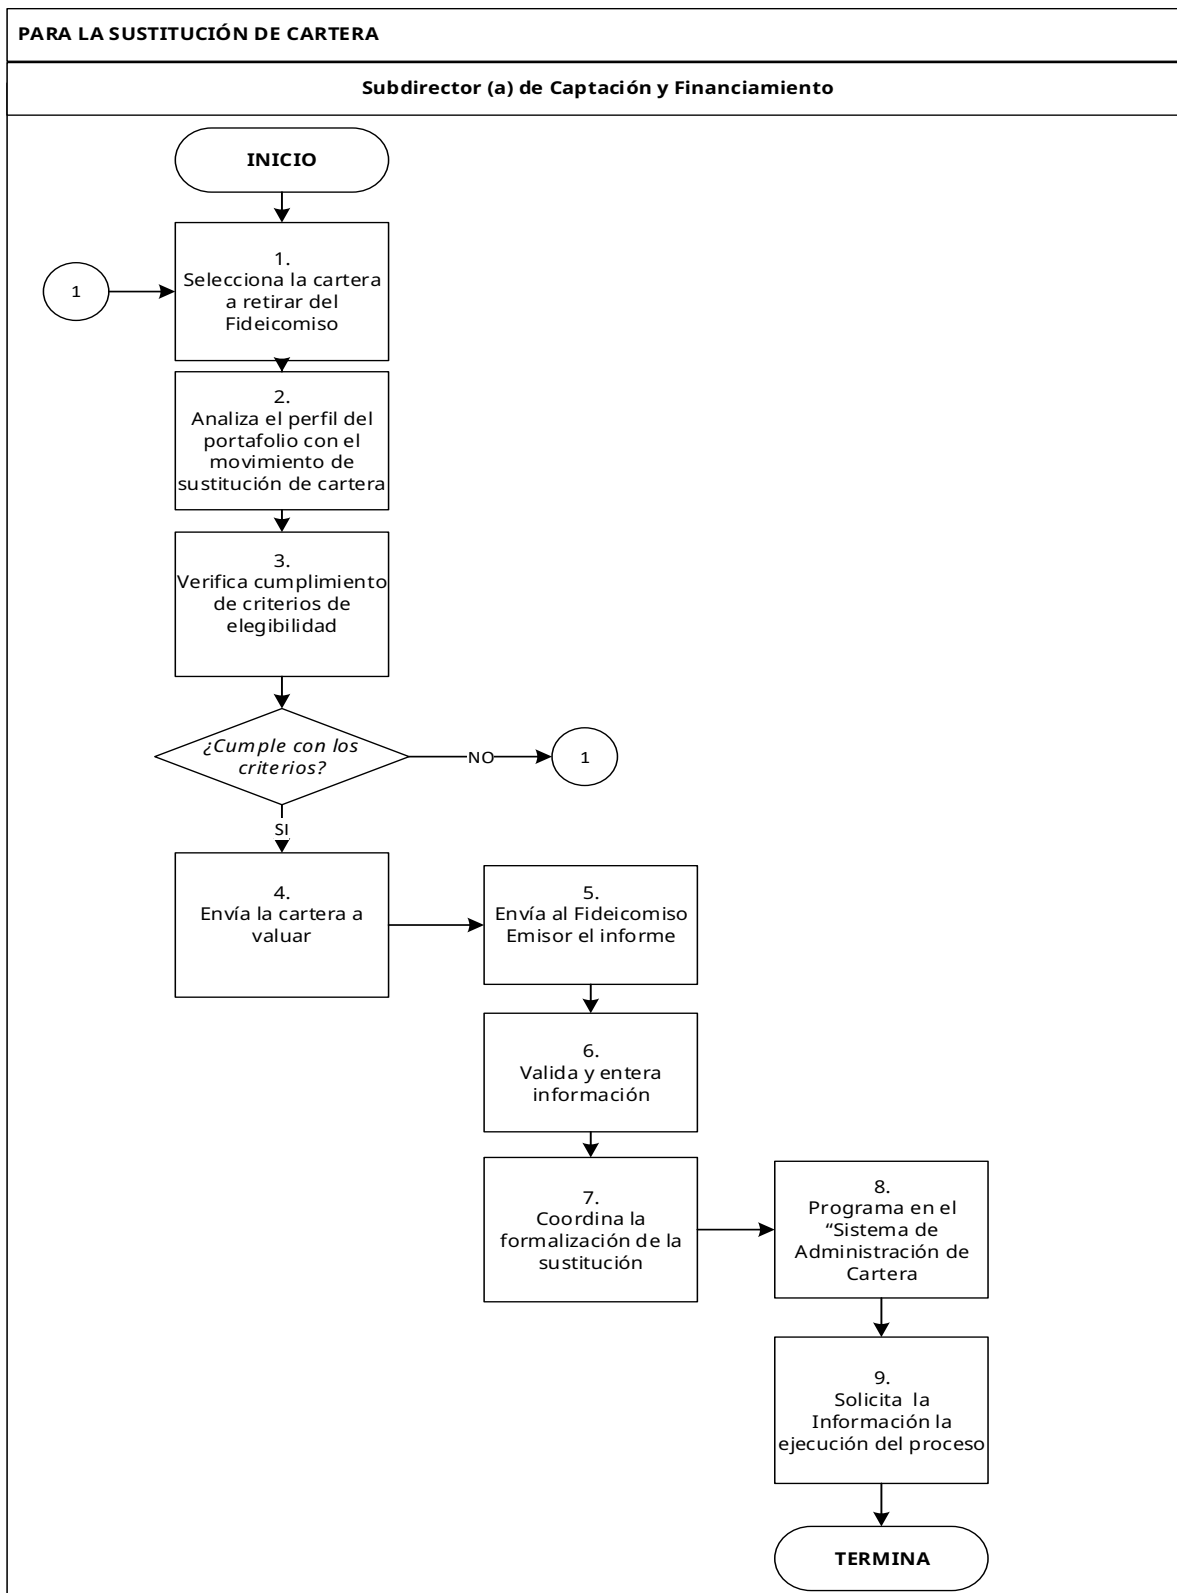 PARA LA SUSTITUCIÓN DE CARTERA
Subdirector (a) de Captación y Financiamiento
INICIO
1
1.
Selecciona la cartera
a retirar del
Fideicomiso
2.
Analiza el perfil del
portafolio con el
movimiento de
sustitución de cartera
3.
Verifica cumplimiento
de criterios de
elegibilidad
¿Cumple con los
criterios?
NO
1
SI
4.
Envía la cartera a
valuar
5.
Envía al Fideicomiso
Emisor el informe
6.
Valida y entera
información
7.
Coordina la
formalización de la
sustitución
8.
Programa en el
“Sistema de
Administración de
Cartera
9.
Solicita la
Información la
ejecución del proceso
TERMINA